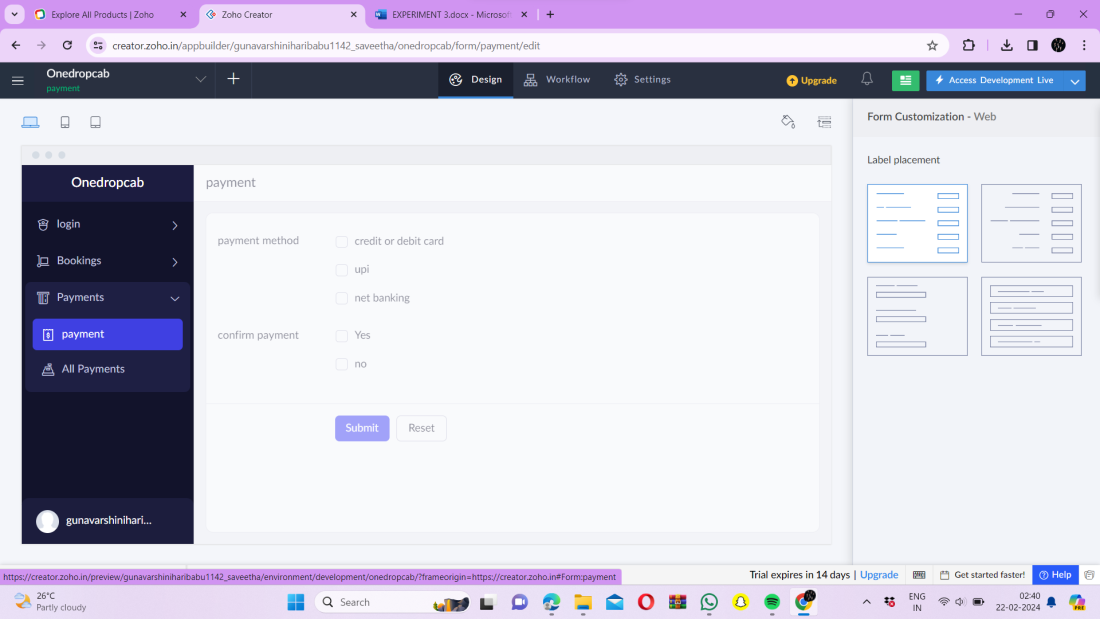 Explore All Products | Zoho
Zoho Creator
EXPERIMENT 3.docx - Microsoft
creator.zoho.in/appbuilder/gunavarshiniharibabu1142_saveetha/onedropcab/form/payment/edit
Onedropcab
payment
Design
Workflow
Settings
Upgrade
Access Development Live
Form Customization - Web
Label placement
Onedropcab
login
Bookings
Payments
payment
All Payments
gunavarshinihari...
payment
payment method
credit or debit card
upi
net banking
confirm payment
Yes
no
Submit
Reset
https://creator.zoho.in/preview/gunavarshiniharibabu1142_saveetha/environment/development/onedropcab/?frameorigin=https://creator.zoho.in#Form:payment
Trial expires in 14 days | Upgrade
Get started faster!
Help
26°C
Partly cloudy
Search
ENG
IN
02:40
22-02-2024
PRE